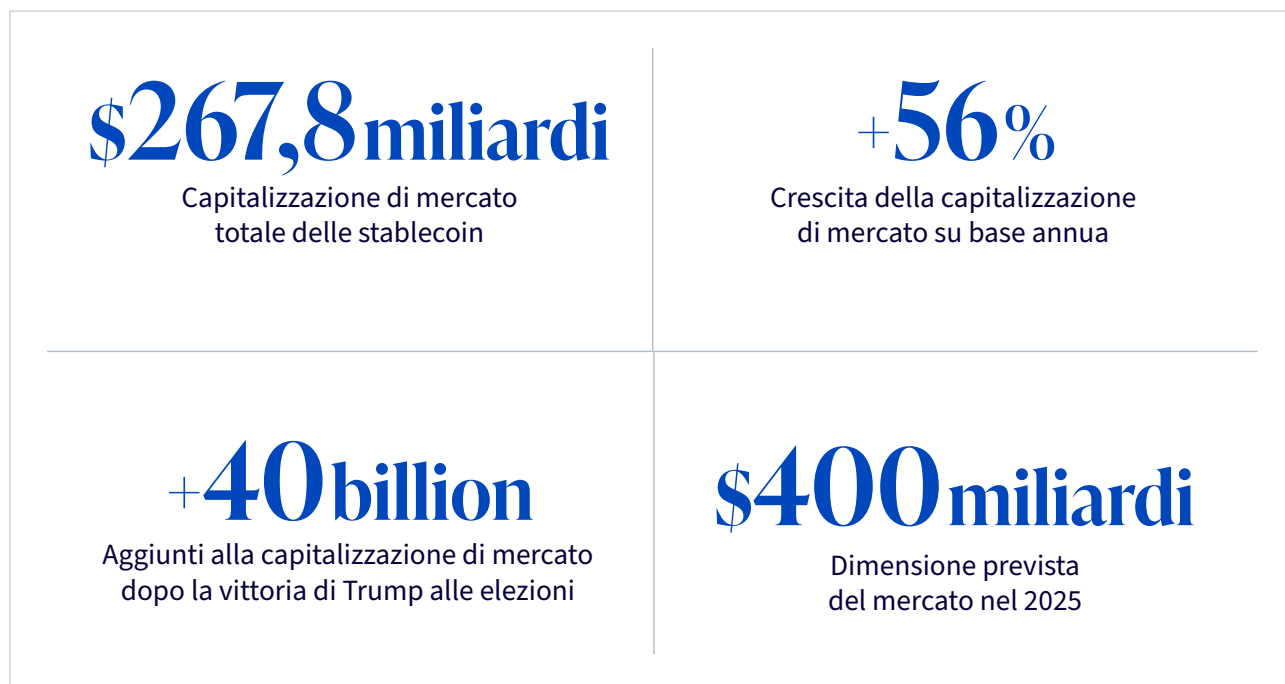 $267,8 miliardi
Capitalizzazione di mercato
totale delle stablecoin
+56%
Crescita della capitalizzazione
di mercato su base annua
+40 billion
Aggiunti alla capitalizzazione di mercato
dopo la vittoria di Trump alle elezioni
$400 miliardi
Dimensione prevista
del mercato nel 2025